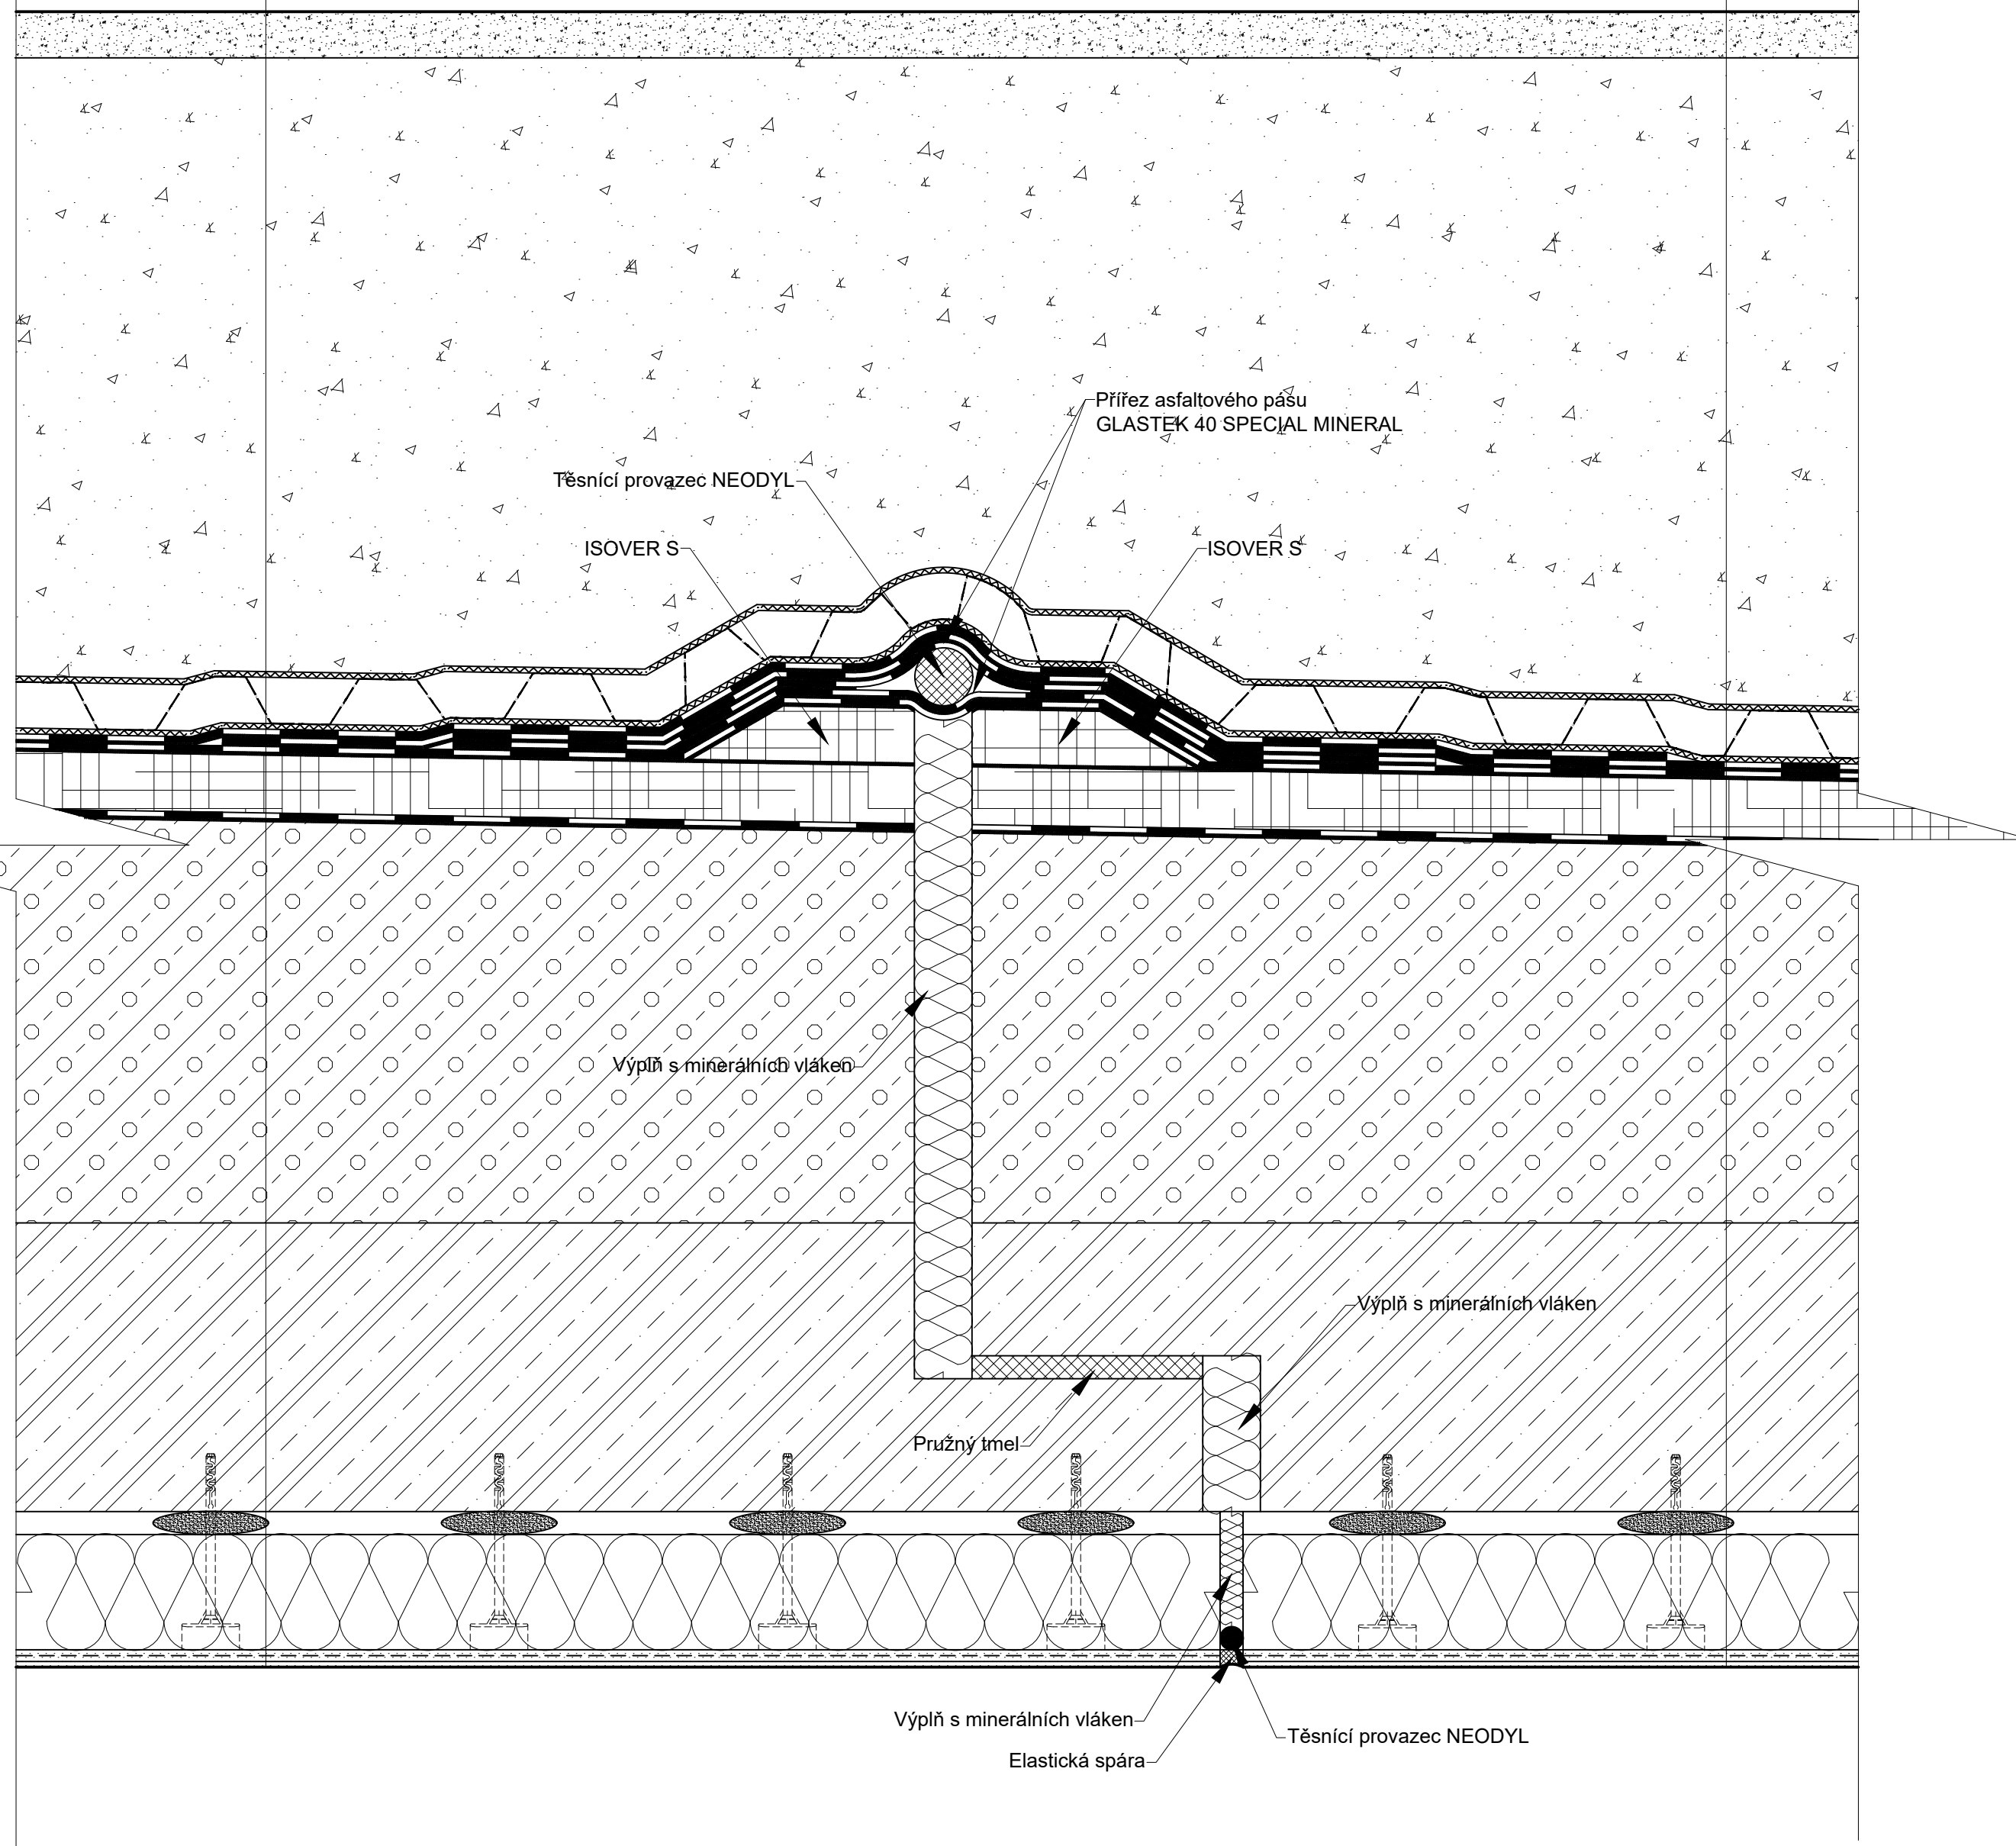 Přířez asfaltového pásu
GLASTEK 40 SPECIAL MINERAL
Těsnící provazec NEODYL
ISOVER S
ISOVER S
Výplň s minerálních vláken
Výplň s minerálních vláken
Pružný tmel
Výplň s minerálních vláken
Těsnící provazec NEODYL
Elastická spára